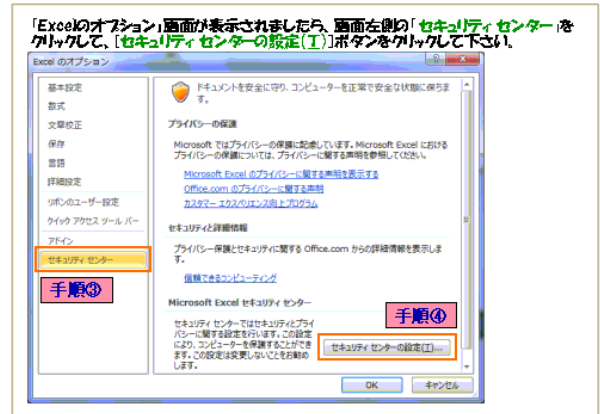 「Excelのオプション」画面が表示されましたら、画面左側の「セキュリティ センター」を
クリックして、[セキュリティ センターの設定(T)]ボタンをクリックして下さい。
Excel のオプション
基本設定
数式
文章校正
保存
言語
詳細設定
リボンのユーザー設定
クイック アクセス ツール バー
アドイン
セキュリティ センター
手順③
ドキュメントを安全に守り、コンピューターを正常で安全な状態に保ちま
す。
プライバシーの保護
Microsoft ではプライバシーの保護に配慮しています。Microsoft Excel における
プライバシーの保護については、プライバシーに関する声明を参照してください。
Microsoft Excel のプライバシーに関する声明を表示する
Office.com のプライバシーに関する声明
カスタマー エクスペリエンス向上プログラム
セキュリティと詳細情報
プライバシー保護とセキュリティに関する Office.com からの詳細情報を表示しま
す。
信頼できるコンピューティング
Microsoft Excel セキュリティ センター
手順④
セキュリティ センターではセキュリティとプライ
バシーに関する設定を行います。この設定
により、コンピューターを保護することができ
ます。この設定は変更しないことをお勧め
します。
セキュリティ センターの設定(T)...
OK
キャンセル